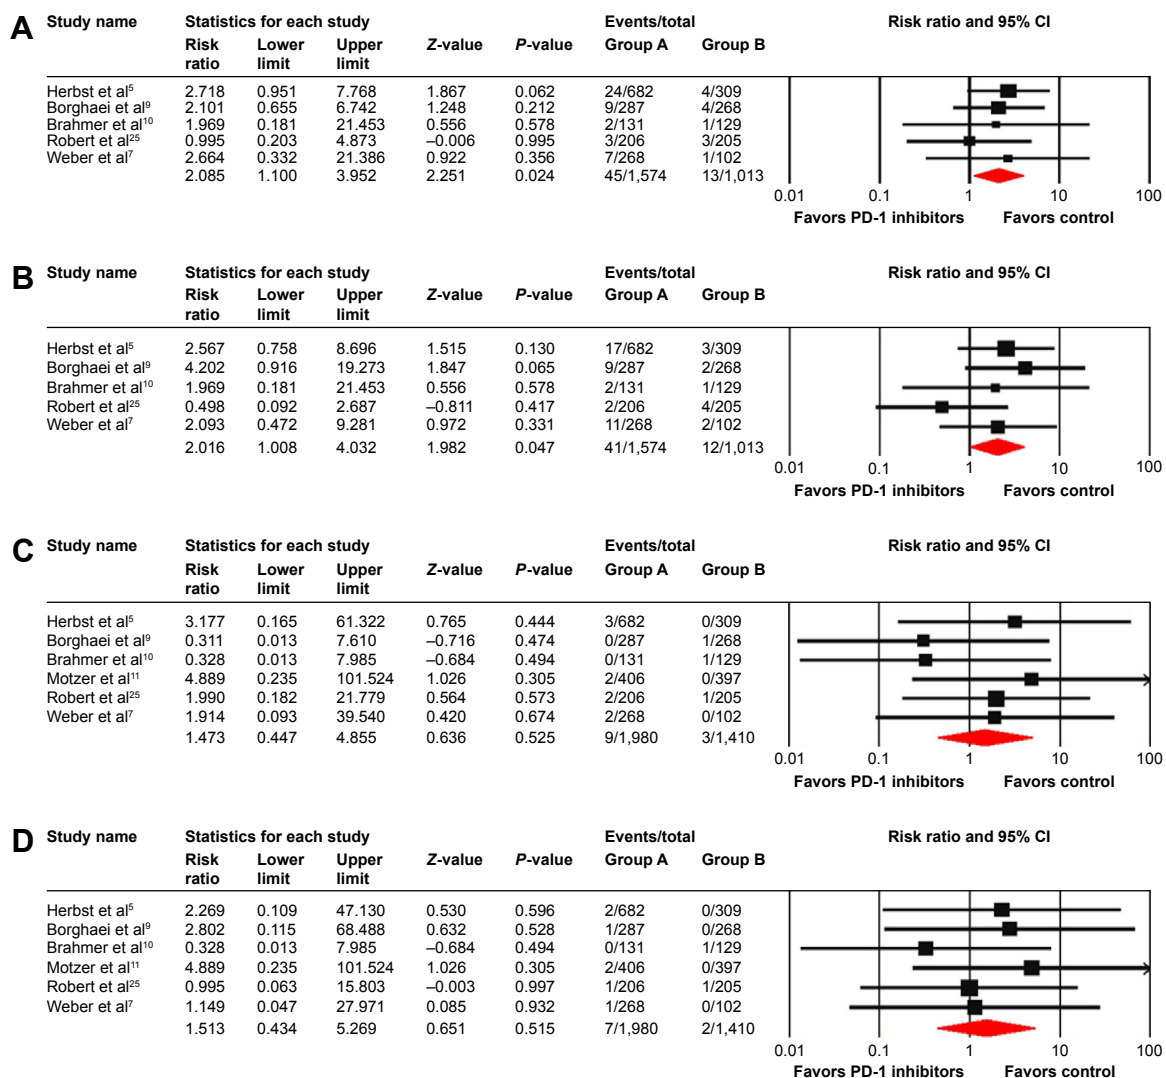 A Study name Statistics for each study Events/total Risk ratio and 95% CI
Risk ratio Lower limit Upper limit Z-value P-value Group A Group B
Herbst et al5 2.718 0.951 7.768 1.867 0.062 24/682 4/309
Borghaei et al9 2.101 0.655 6.742 1.248 0.212 9/287 4/268
Brahmer et al10 1.969 0.181 21.453 0.556 0.578 2/131 1/129
Robert et al25 0.995 0.203 4.873 –0.006 0.995 3/206 3/205
Weber et al7 2.664 0.332 21.386 0.922 0.356 7/268 1/102
2.085 1.100 3.952 2.251 0.024 45/1,574 13/1,013
0.01 0.1 1 10 100
Favors PD-1 inhibitors Favors control
B Study name Statistics for each study Events/total Risk ratio and 95% CI
Risk ratio Lower limit Upper limit Z-value P-value Group A Group B
Herbst et al5 2.567 0.758 8.696 1.515 0.130 17/682 3/309
Borghaei et al9 4.202 0.916 19.273 1.847 0.065 9/287 2/268
Brahmer et al10 1.969 0.181 21.453 0.556 0.578 2/131 1/129
Robert et al25 0.498 0.092 2.687 –0.811 0.417 2/206 4/205
Weber et al7 2.093 0.472 9.281 0.972 0.331 11/268 2/102
2.016 1.008 4.032 1.982 0.047 41/1,574 12/1,013
0.01 0.1 1 10 100
Favors PD-1 inhibitors Favors control
C Study name Statistics for each study Events/total Risk ratio and 95% CI
Risk ratio Lower limit Upper limit Z-value P-value Group A Group B
Herbst et al5 3.177 0.165 61.322 0.765 0.444 3/682 0/309
Borghaei et al9 0.311 0.013 7.610 –0.716 0.474 0/287 1/268
Brahmer et al10 0.328 0.013 7.985 –0.684 0.494 0/131 1/129
Motzer et al11 4.889 0.235 101.524 1.026 0.305 2/406 0/397
Robert et al25 1.990 0.182 21.779 0.564 0.573 2/206 1/205
Weber et al7 1.914 0.093 39.540 0.420 0.674 2/268 0/102
1.473 0.447 4.855 0.636 0.525 9/1,980 3/1,410
0.01 0.1 1 10 100
Favors PD-1 inhibitors Favors control
D Study name Statistics for each study Events/total Risk ratio and 95% CI
Risk ratio Lower limit Upper limit Z-value P-value Group A Group B
Herbst et al5 2.269 0.109 47.130 0.530 0.596 2/682 0/309
Borghaei et al9 2.802 0.115 68.488 0.632 0.528 1/287 0/268
Brahmer et al10 0.328 0.013 7.985 –0.684 0.494 0/131 1/129
Motzer et al11 4.889 0.235 101.524 1.026 0.305 2/406 0/397
Robert et al25 0.995 0.063 15.803 –0.003 0.997 1/206 1/205
Weber et al7 1.149 0.047 27.971 0.085 0.932 1/268 0/102
1.513 0.434 5.269 0.651 0.515 7/1,980 2/1,410
0.01 0.1 1 10 100
Favors PD-1 inhibitors Favors control